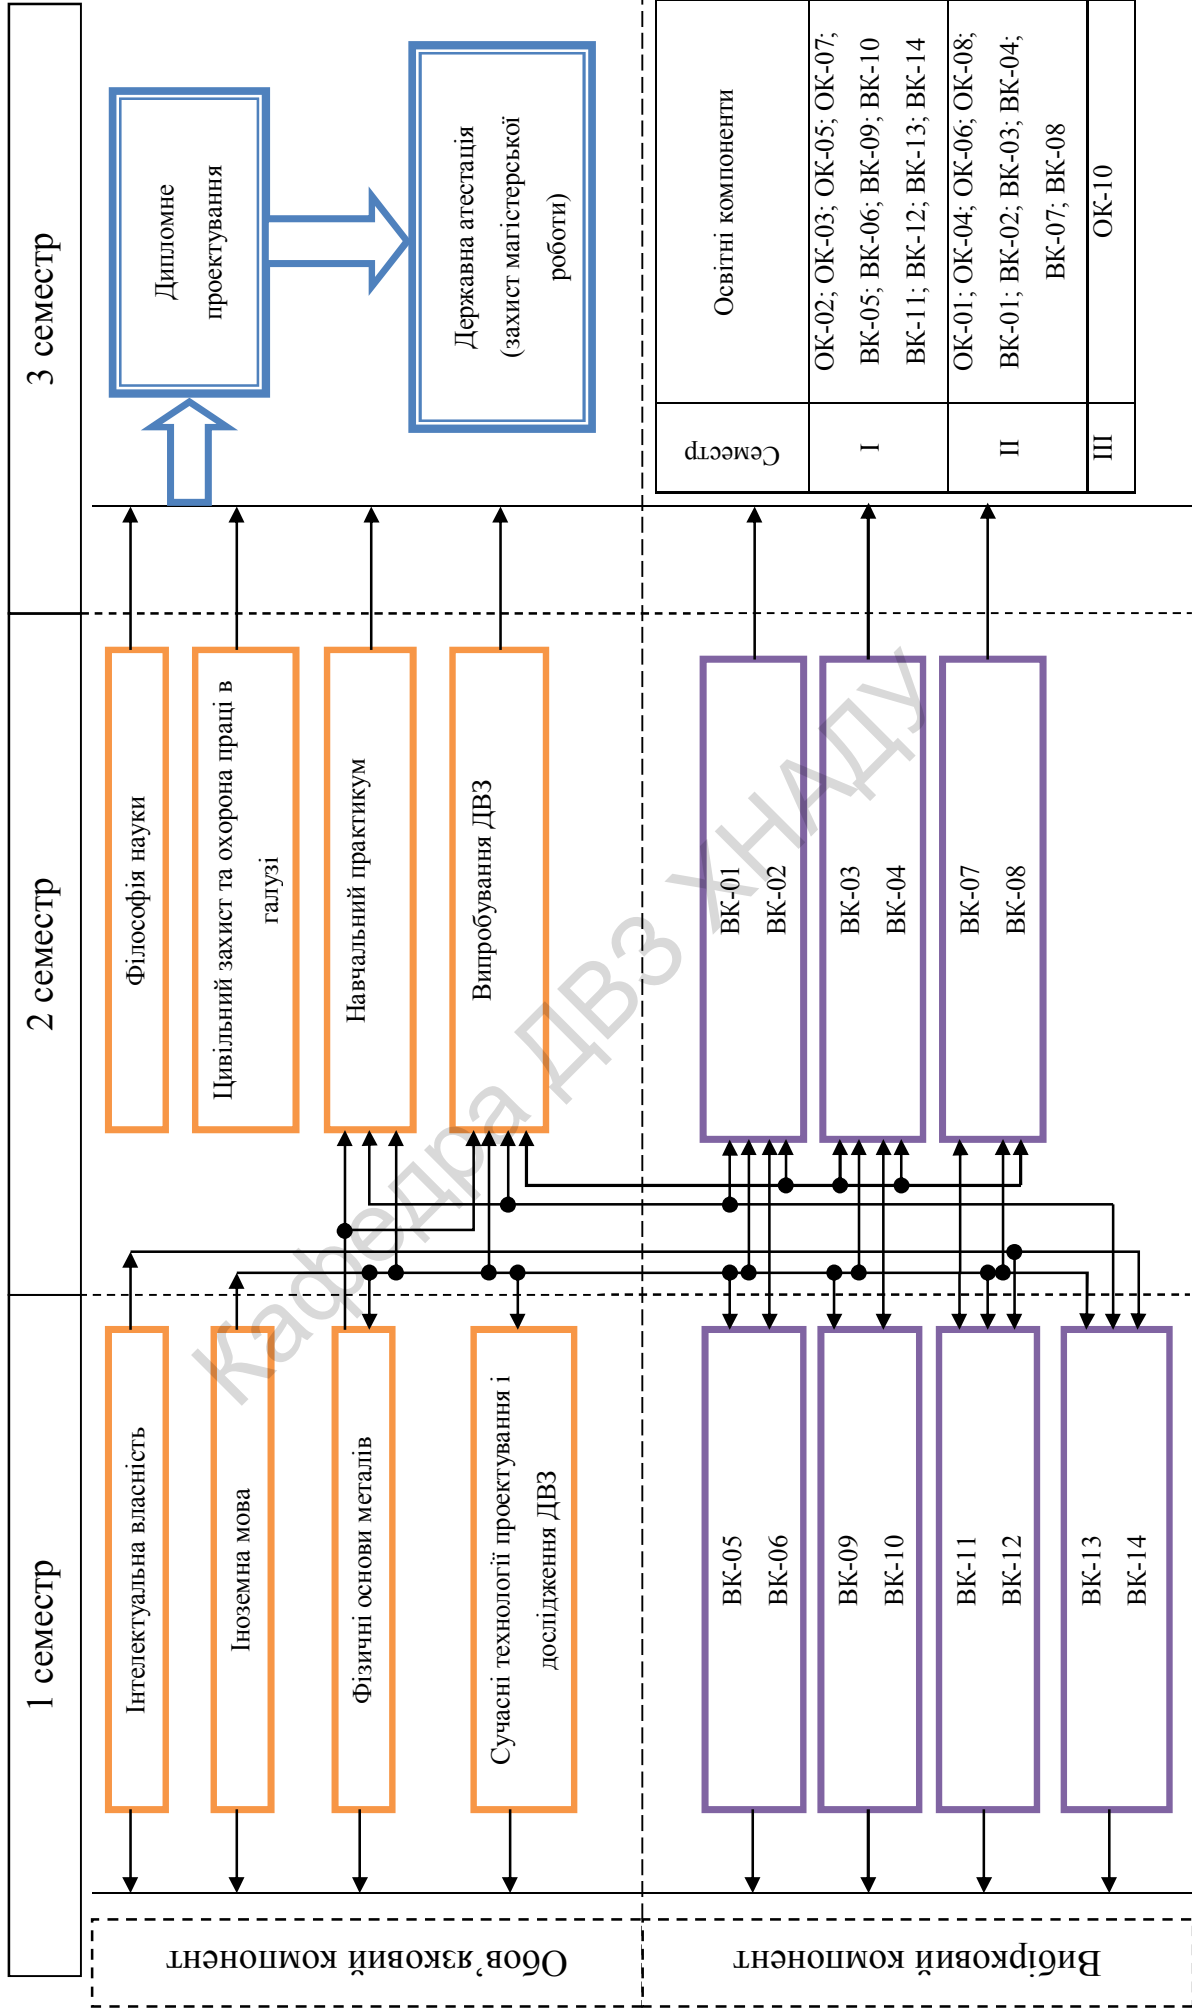 1 семестр
2 семестр
3 семестр
Обов’язковий компонент
Інтелектуальна власність
Іноземна мова
Фізичні основи металів
Сучасні технології проектування і
дослідження ДВЗ
Філософія науки
Цивільний захист та охорона праці в
галузі
Навчальний практикум
Випробування ДВЗ
Дипломне
проектування
Державна атестація
(захист магістерської
роботи)
Вибірковий компонент
ВК-05
ВК-06
ВК-09
ВК-10
ВК-11
ВК-12
ВК-13
ВК-14
ВК-01
ВК-02
ВК-03
ВК-04
ВК-07
ВК-08
Семестр
Освітні компоненти
I
ОК-02; ОК-03; ОК-05; ОК-07;
ВК-05; ВК-06; ВК-09; ВК-10
ВК-11; ВК-12; ВК-13; ВК-14
II
ОК-01; ОК-04; ОК-06; ОК-08;
ВК-01; ВК-02; ВК-03; ВК-04;
ВК-07; ВК-08
III
ОК-10
Кафедра ДВЗ ХНАДУ